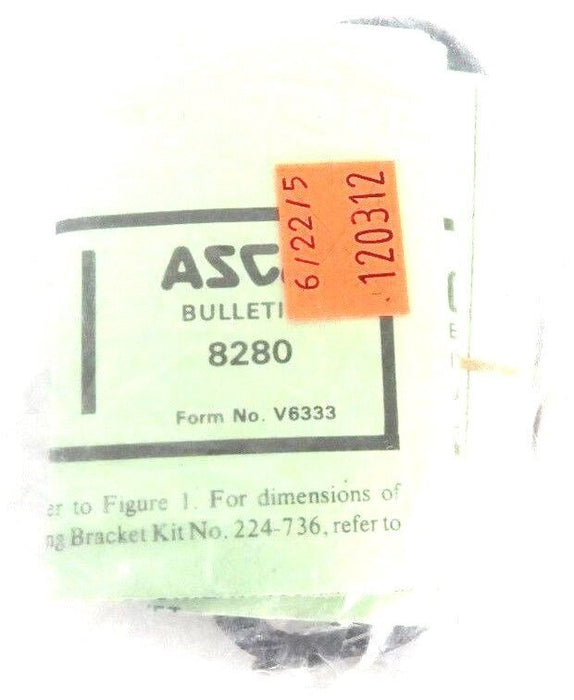 6/22/5
120312
ASC
BULLETI
8280
Form No. V6333
er to Figure 1. For dimensions of
ng Bracket Kit No. 224-736, refer to